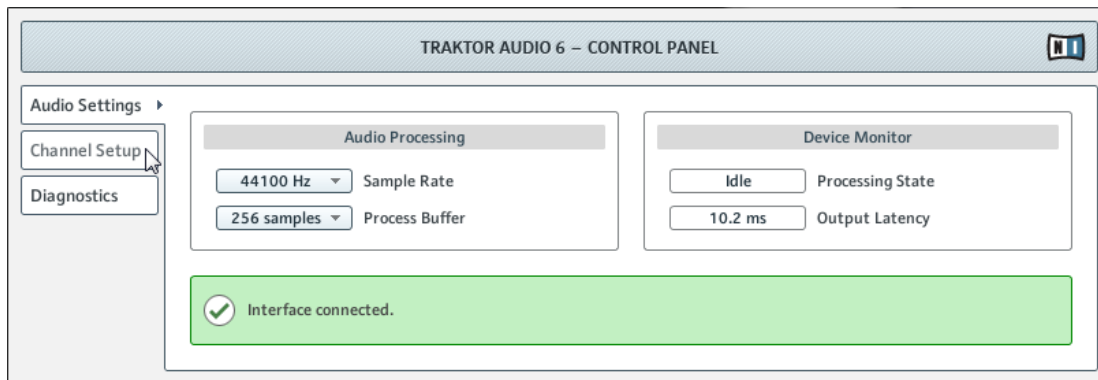 TRAKTOR AUDIO 6 – CONTROL PANEL
NI
Audio Settings
Channel Setup
Diagnostics
Audio Processing
44100 Hz Sample Rate
256 samples Process Buffer
Device Monitor
Idle Processing State
10.2 ms Output Latency
Interface connected.